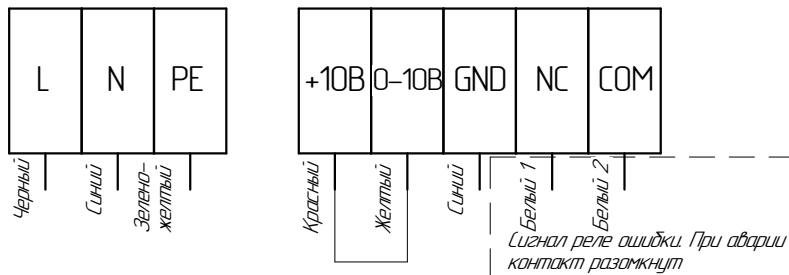 L N PE +10В 0-10В GND NC COM
Черный
Синий
Зелено-
желтый
Красный
Желтый
Синий
Белый 1
Белый 2
Сигнал реле ошибки. При аварии
контакт разомкнут